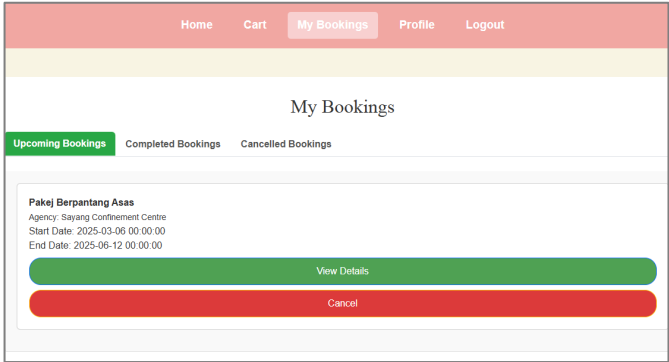 Home Cart My Bookings Profile Logout
My Bookings
Upcoming Bookings Completed Bookings Cancelled Bookings
Pakej Berpantang Asas
Agency: Sayang Confinement Centre
Start Date: 2025-03-06 00:00:00
End Date: 2025-06-12 00:00:00
View Details
Cancel